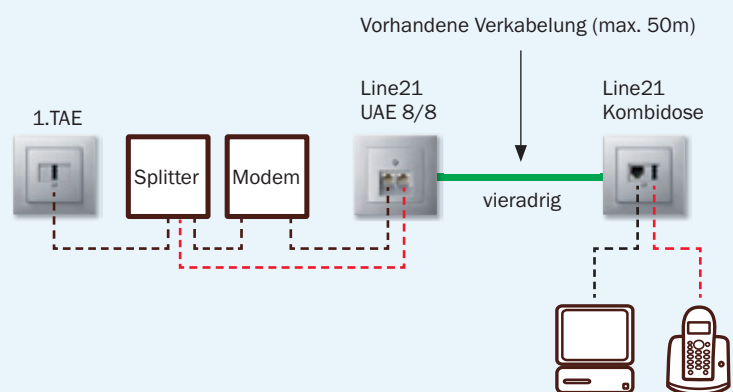 Vorhandene Verkabelung (max. 50m)
1.TAE
Splitter
Modem
Line21
UAE 8/8
vieradrig
Line21
Kombidose